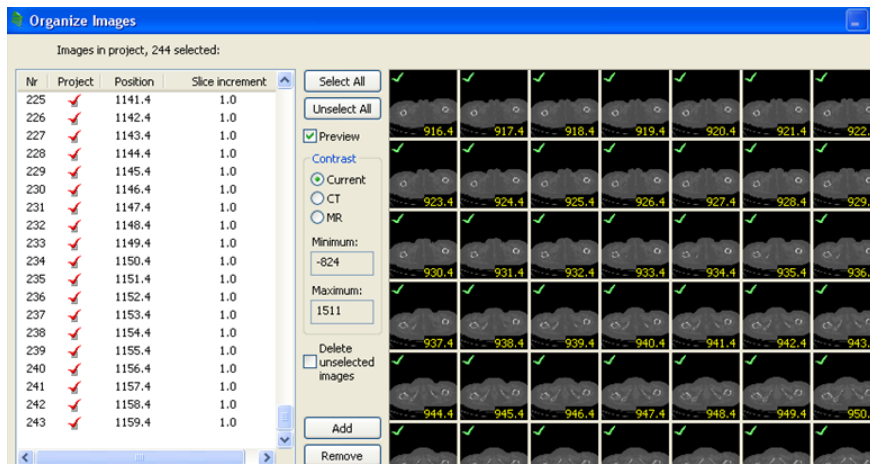 Organize Images
Images in project, 244 selected:
Nr Project Position Slice increment
225 1141.4 1.0
226 1142.4 1.0
227 1143.4 1.0
228 1144.4 1.0
229 1145.4 1.0
230 1146.4 1.0
231 1147.4 1.0
232 1148.4 1.0
233 1149.4 1.0
234 1150.4 1.0
235 1151.4 1.0
236 1152.4 1.0
237 1153.4 1.0
238 1154.4 1.0
239 1155.4 1.0
240 1156.4 1.0
241 1157.4 1.0
242 1158.4 1.0
243 1159.4 1.0
Select All
Unselect All
Preview
Contrast
Current
CT
MR
Minimum:
-824
Maximum:
1511
Delete
unselected
images
Add
Remove
916.4 917.4 918.4 919.4 920.4 921.4 922.
923.4 924.4 925.4 926.4 927.4 928.4 929.
930.4 931.4 932.4 933.4 934.4 935.4 936.
937.4 938.4 939.4 940.4 941.4 942.4 943.
944.4 945.4 946.4 947.4 948.4 949.4 950.